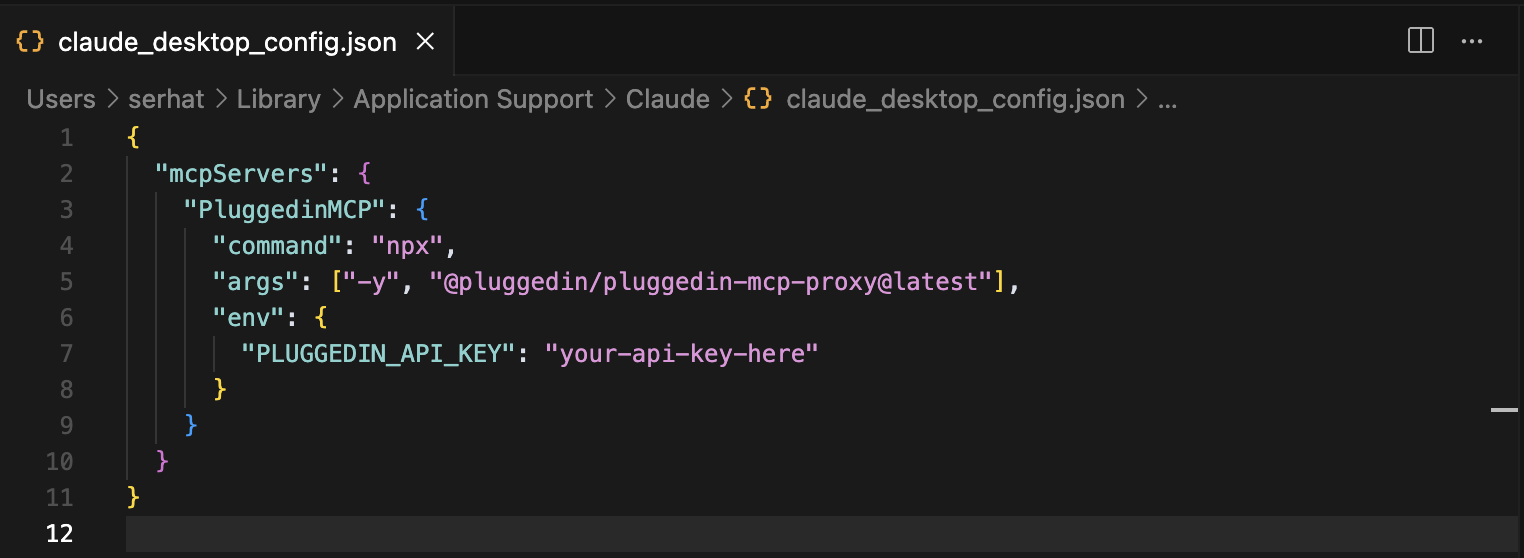 {} claude_desktop_config.json ×
Users > serhat > Library > Application Support > Claude > {} claude_desktop_config.json > ...
1 {
2   "mcpServers": {
3     "PluggedinMCP": {
4       "command": "npx",
5       "args": ["-y", "@pluggedin/pluggedin-mcp-proxy@latest"],
6       "env": {
7         "PLUGGEDIN_API_KEY": "your-api-key-here"
8       }
9     }
10   }
11 }
12